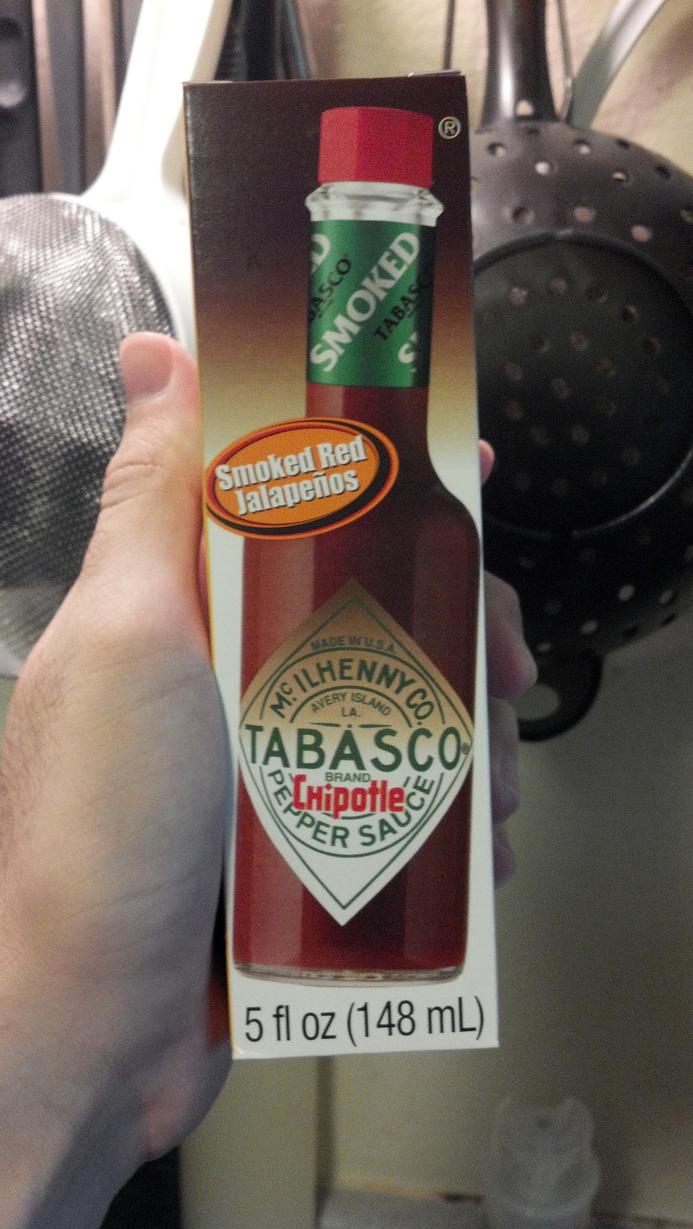 ®
SMOKED
TABASCO
Smoked Red
Jalapeños
MADE IN U.S.A.
McILHENNY CO.
AVERY ISLAND
LA.
TABASCO®
BRAND
Chipotle
PEPPER SAUCE
5 fl oz (148 mL)